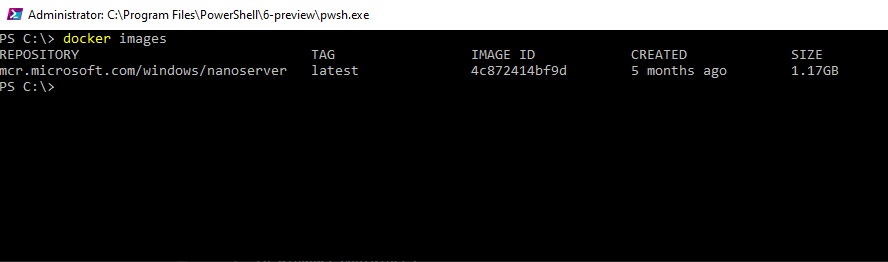 Administrator: C:\Program Files\PowerShell\6-preview\pwsh.exe
PS C:\> docker images
REPOSITORY TAG IMAGE ID CREATED SIZE
mcr.microsoft.com/windows/nanoserver latest 4c872414bf9d 5 months ago 1.17GB
PS C:\>